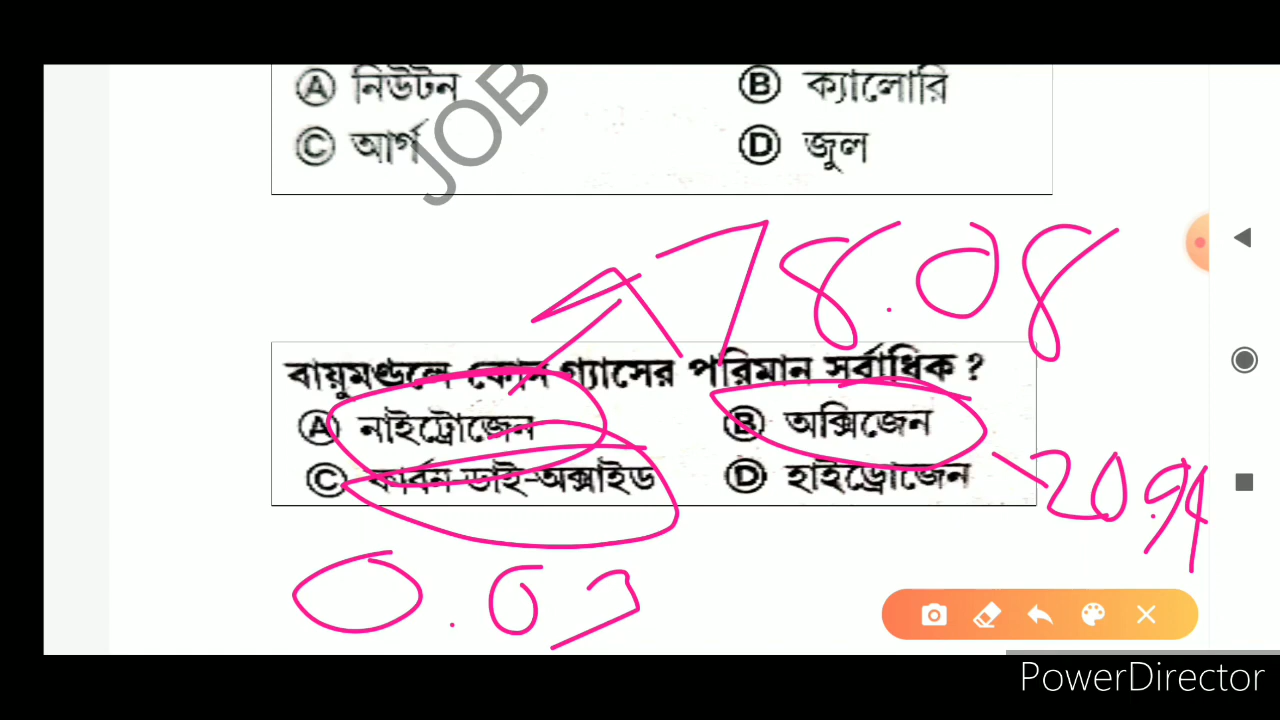 Ⓐ নিউটন Ⓑ ক্যালোরি
Ⓒ আর্গ Ⓓ জুল
JOB
78.08
বায়ুমণ্ডলে কোন গ্যাসের পরিমান সর্বাধিক ?
Ⓐ নাইট্রোজেন Ⓑ অক্সিজেন
Ⓒ কার্বন-ডাই-অক্সাইড Ⓓ হাইড্রোজেন
20.94
0.03
PowerDirector